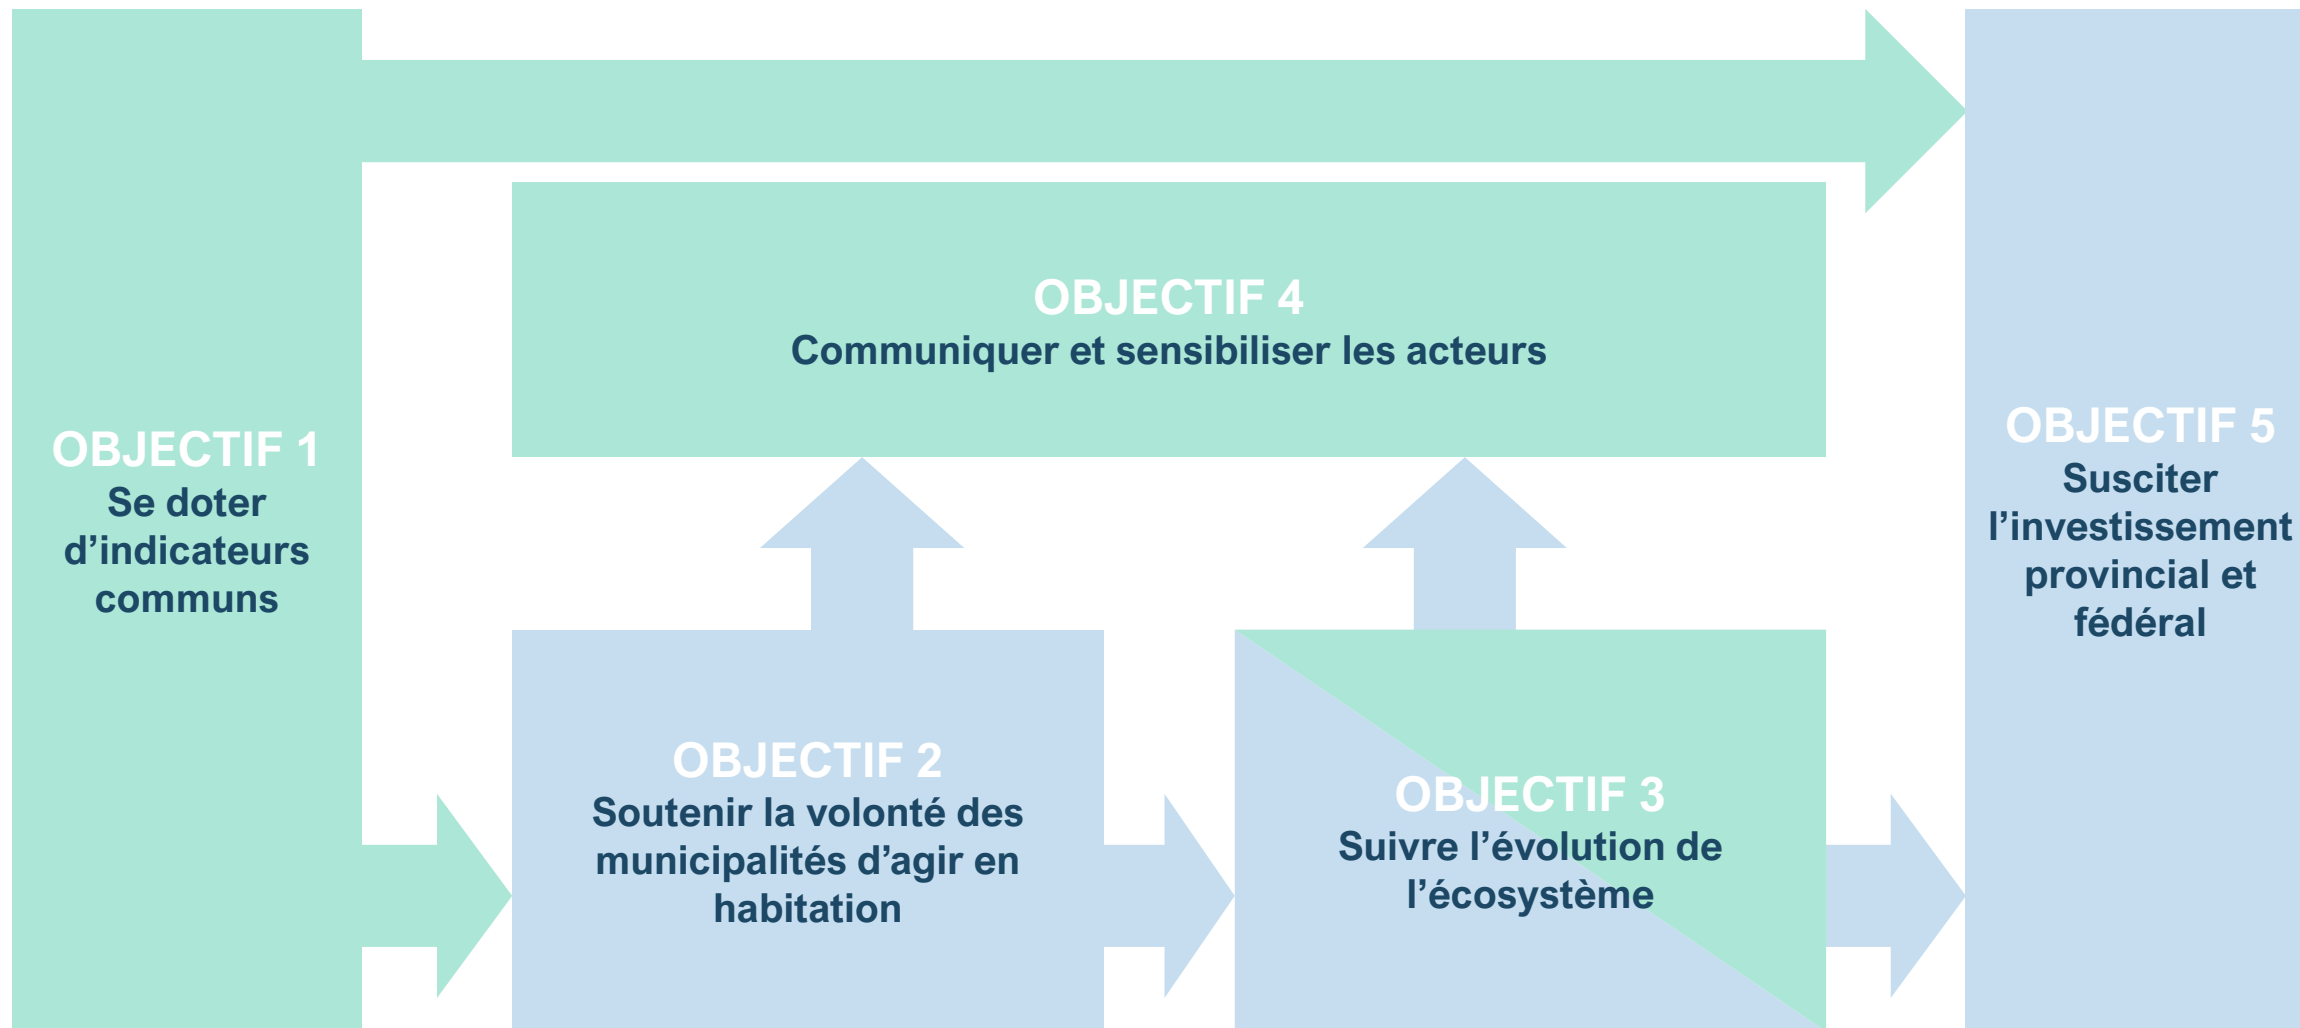 OBJECTIF 1
Se doter
d’indicateurs
communs
OBJECTIF 4
Communiquer et sensibiliser les acteurs
OBJECTIF 2
Soutenir la volonté des
municipalités d’agir en
habitation
OBJECTIF 3
Suivre l’évolution de
l’écosystème
OBJECTIF 5
Susciter
l’investissement
provincial et
fédéral